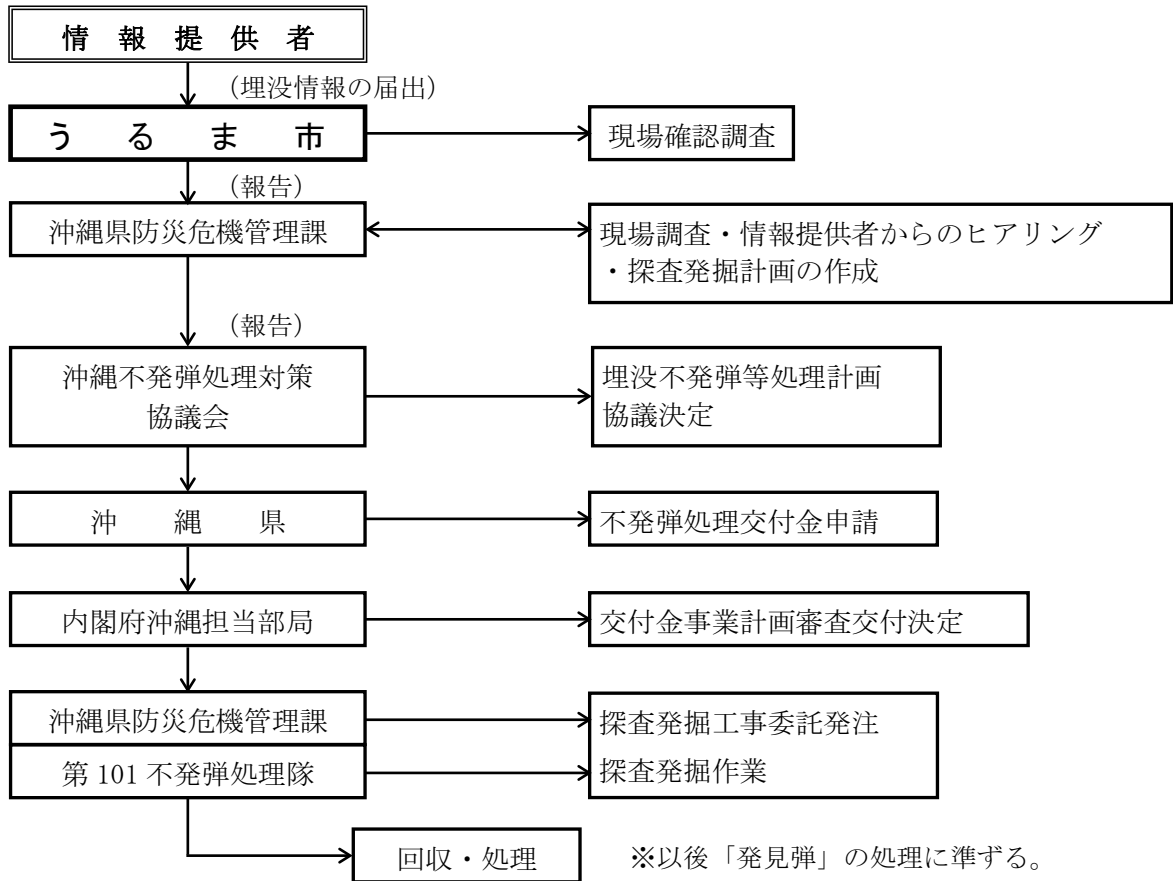 情報提供者
(埋没情報の届出)
うるま市
現場確認調査
(報告)
沖縄県防災危機管理課
現場調査・情報提供者からのヒアリング
・探査発掘計画の作成
(報告)
沖縄不発弾処理対策
協議会
埋没不発弾等処理計画
協議決定
沖縄県
不発弾処理交付金申請
内閣府沖縄担当部局
交付金事業計画審査交付決定
沖縄県防災危機管理課
探査発掘工事委託発注
第 101 不発弾処理隊
探査発掘作業
回収・処理
※以後「発見弾」の処理に準ずる。